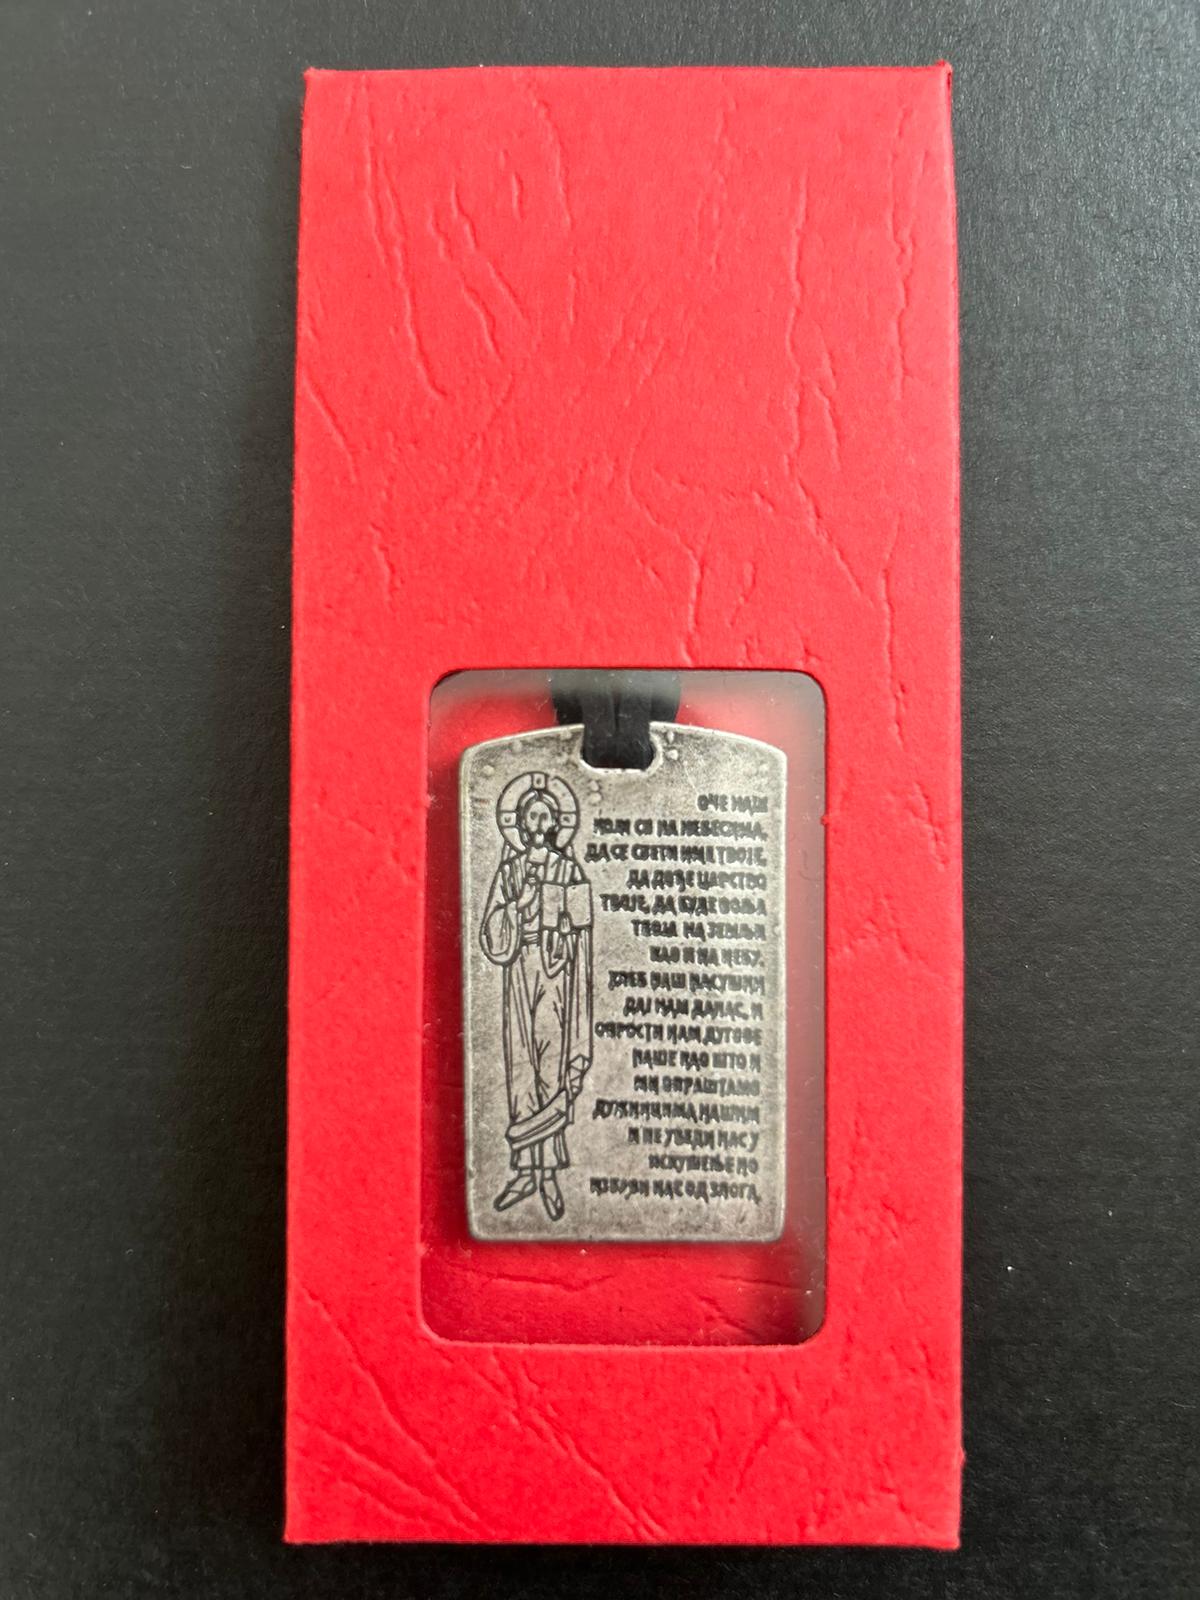 ОЧЕ НАШ
КОЈИ СИ НА НЕБЕСИМА,
ДА СЕ СВЕТИ ИМЕ ТВОЈЕ,
ДА ДОЂЕ ЦАРСТВО
ТВОЈЕ, ДА БУДЕ ВОЉА
ТВОЈА НА ЗЕМЉИ
КАО И НА НЕБУ.
ХЛЕБ НАШ НАСУШНИ
ДАЈ НАМ ДАНАС, И
ОПРОСТИ НАМ ДУГОВЕ
НАШЕ КАО ШТО И
МИ ОПРАШТАМО
ДУЖНИЦИМА НАШИМ
И НЕ УВЕДИ НАС У
ИСКУШЕЊЕ НО
ИЗБАВИ НАС ОД ЗЛОГА.